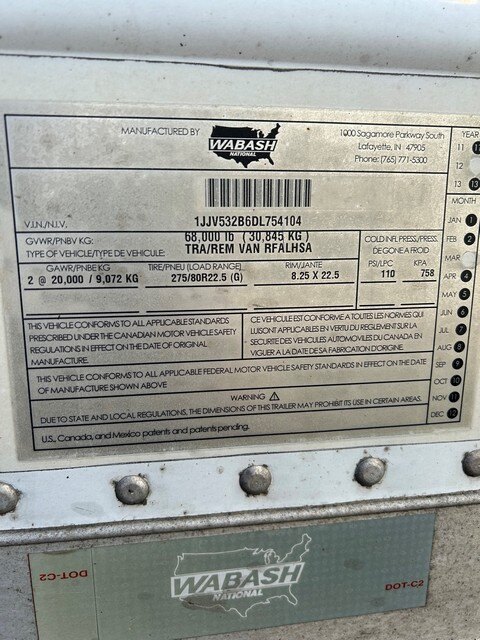 MANUFACTURED BY
WABASH
NATIONAL
1000 Sagamore Parkway South
Lafayette, IN 47905
Phone: (765) 771-5300
V.I.N./N.I.V. 1JJV532B6DL754104
GVWR/PNBV KG: 68,000 lb ( 30,845 KG)
TYPE OF VEHICLE/TYPE DE VEHICULE: TRA/REM VAN RFALHSA
GAWR/PNBE KG TIRE/PNEU (LOAD RANGE) RIM/JANTE
2 @ 20,000 / 9,072 KG 275/80R22.5 (G) 8.25 X 22.5
COLD INFL. PRESS./PRESS.
DE GONE A FROID
PSI/LPC KPA
110 758
THIS VEHICLE CONFORMS TO ALL APPLICABLE STANDARDS
PRESCRIBED UNDER THE CANADIAN MOTOR VEHICLE SAFETY
REGULATIONS IN EFFECT ON THE DATE OF ORIGINAL
MANUFACTURE.
CE VEHICULE EST CONFORME A TOUTES LES NORMES QUI
LUI SONT APPLICABLES EN VERTU DU REGLEMENT SUR LA
SECURITE DES VEHICULES AUTOMOBILES DU CANADA EN
VIGUER A LA DATE DE SA FABRICATION D'ORIGINE.
THIS VEHICLE CONFORMS TO ALL APPLICABLE FEDERAL MOTOR VEHICLE SAFETY STANDARDS IN EFFECT ON THE DATE
OF MANUFACTURE SHOWN ABOVE
WARNING
DUE TO STATE AND LOCAL REGULATIONS, THE DIMENSIONS OF THIS TRAILER MAY PROHIBIT ITS USE IN CERTAIN AREAS.
U.S., Canada, and Mexico patents and patents pending.
YEAR
11 11
12
13 13
MONTH
JAN 1
FEB 2
MAR
APR 4
MAY 5
JUN 6
JUL 7
AUG 8
SEP 9
OCT 10
NOV 11
DEC 12
DOT-C2
WABASH
NATIONAL
DOT-C2